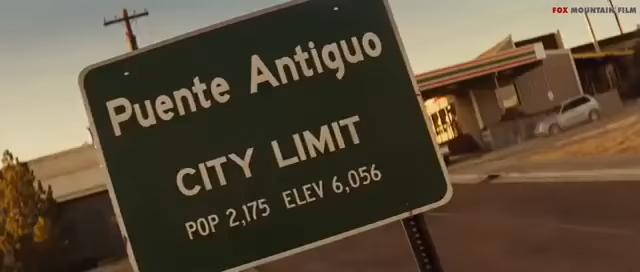 FOX MOUNTAIN FILM
Puente Antiguo
CITY LIMIT
POP 2,175 ELEV 6,056